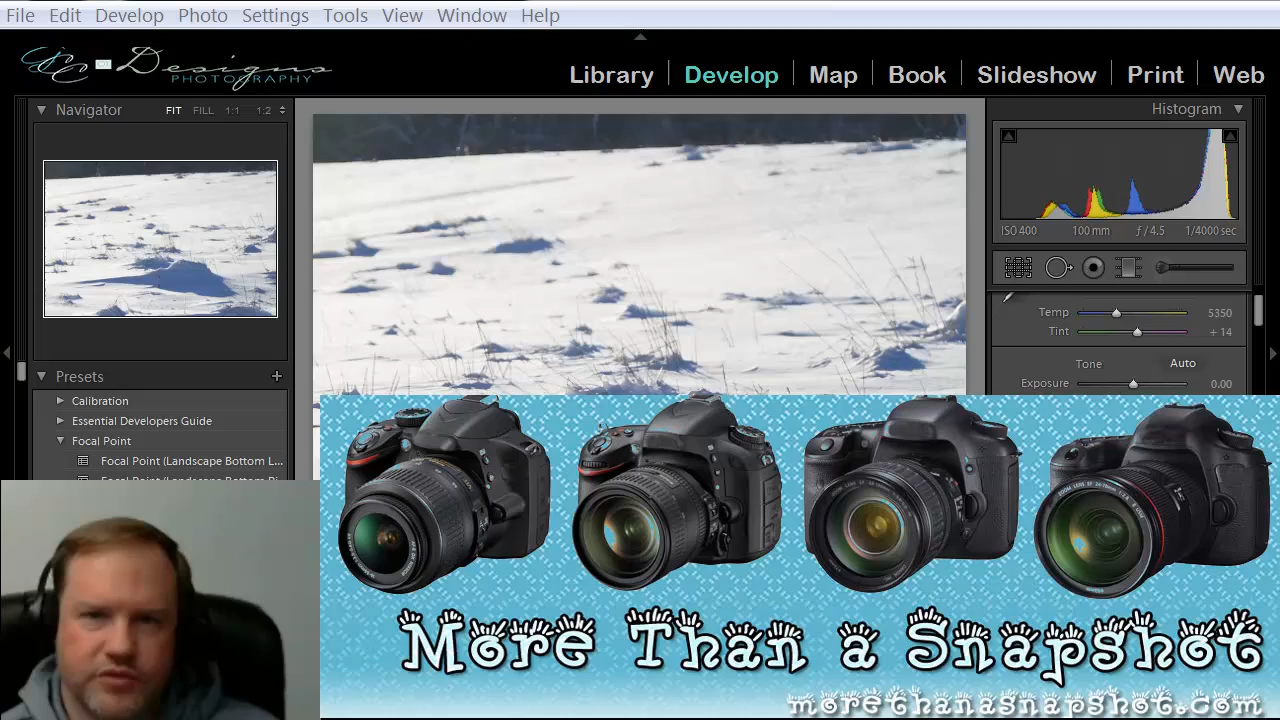 File Edit Develop Photo Settings Tools View Window Help
Designs
PHOTOGRAPHY
Library Develop Map Book Slideshow Print Web
Navigator FIT FILL 1:1 1:2
Histogram
ISO 400 100 mm ƒ / 4.5 1/4000 sec
Temp 5350
Tint + 14
Tone Auto
Exposure 0.00
Presets +
Calibration
Essential Developers Guide
Focal Point
Focal Point (Landscape Bottom L...
More Than a Snapshot
morethanasnapshot.com